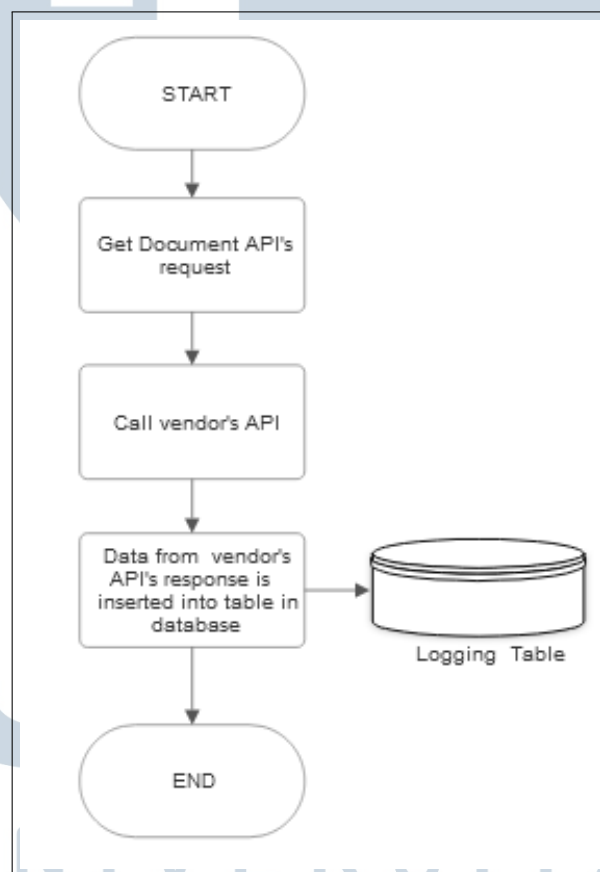 START
Get Document API's
request
Call vendor's API
Data from vendor's
API's response is
inserted into table in
database
Logging Table
END